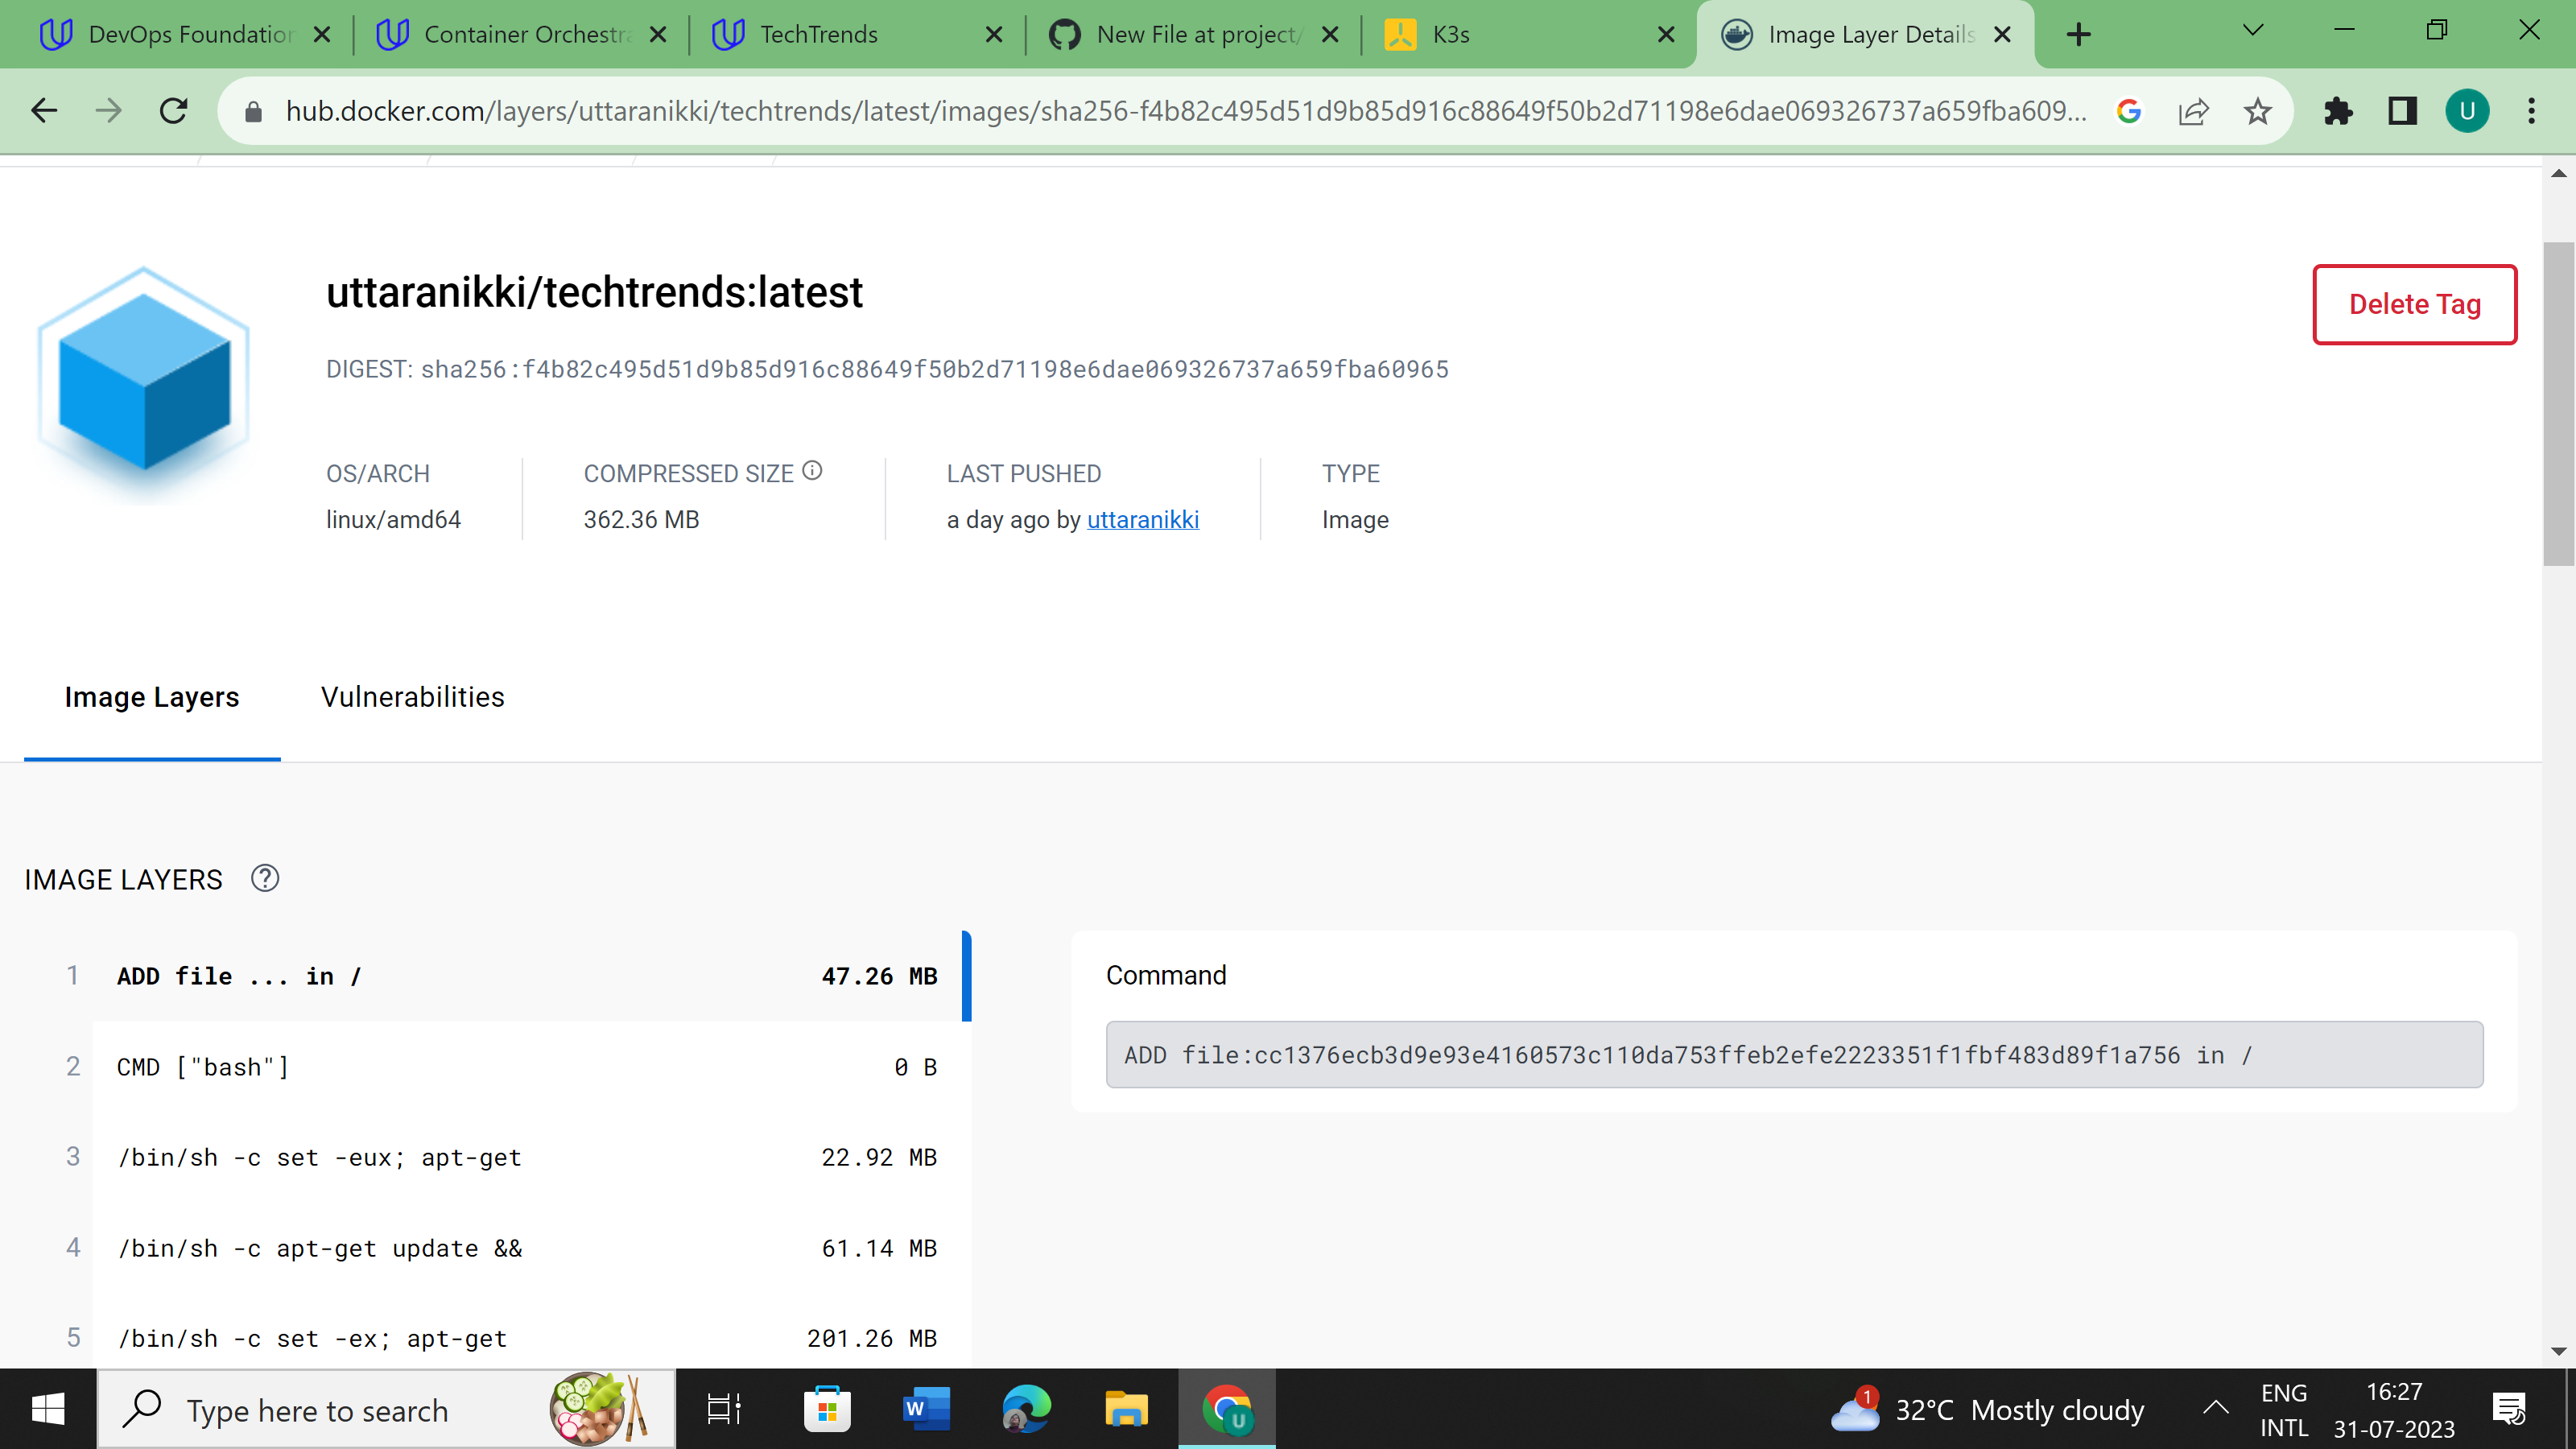 DevOps Foundation
Container Orchestra
TechTrends
New File at project/
K3s
Image Layer Details
hub.docker.com/layers/uttaranikki/techtrends/latest/images/sha256-f4b82c495d51d9b85d916c88649f50b2d71198e6dae069326737a659fba609...
U
uttaranikki/techtrends:latest
Delete Tag
DIGEST: sha256:f4b82c495d51d9b85d916c88649f50b2d71198e6dae069326737a659fba60965
OS/ARCH
linux/amd64
COMPRESSED SIZE
362.36 MB
LAST PUSHED
a day ago by uttaranikki
TYPE
Image
Image Layers
Vulnerabilities
IMAGE LAYERS
1 ADD file ... in / 47.26 MB
2 CMD ["bash"] 0 B
3 /bin/sh -c set -eux; apt-get 22.92 MB
4 /bin/sh -c apt-get update && 61.14 MB
5 /bin/sh -c set -ex; apt-get 201.26 MB
Command
ADD file:cc1376ecb3d9e93e4160573c110da753ffeb2efe2223351f1fbf483d89f1a756 in /
Type here to search
W
U
1
32°C Mostly cloudy
ENG
INTL
16:27
31-07-2023